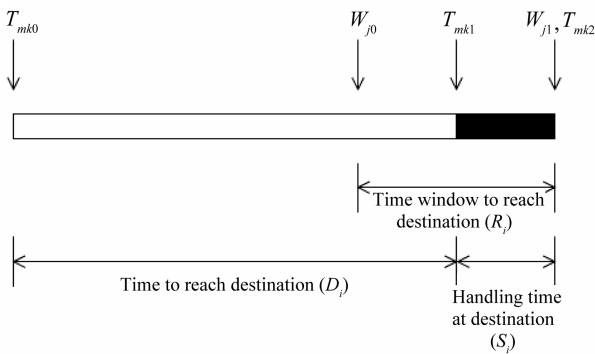 T_mk0
W_j0
T_mk1
W_j1, T_mk2
Time window to reach
destination (R_i)
Time to reach destination (D_i)
Handling time
at destination
(S_i)